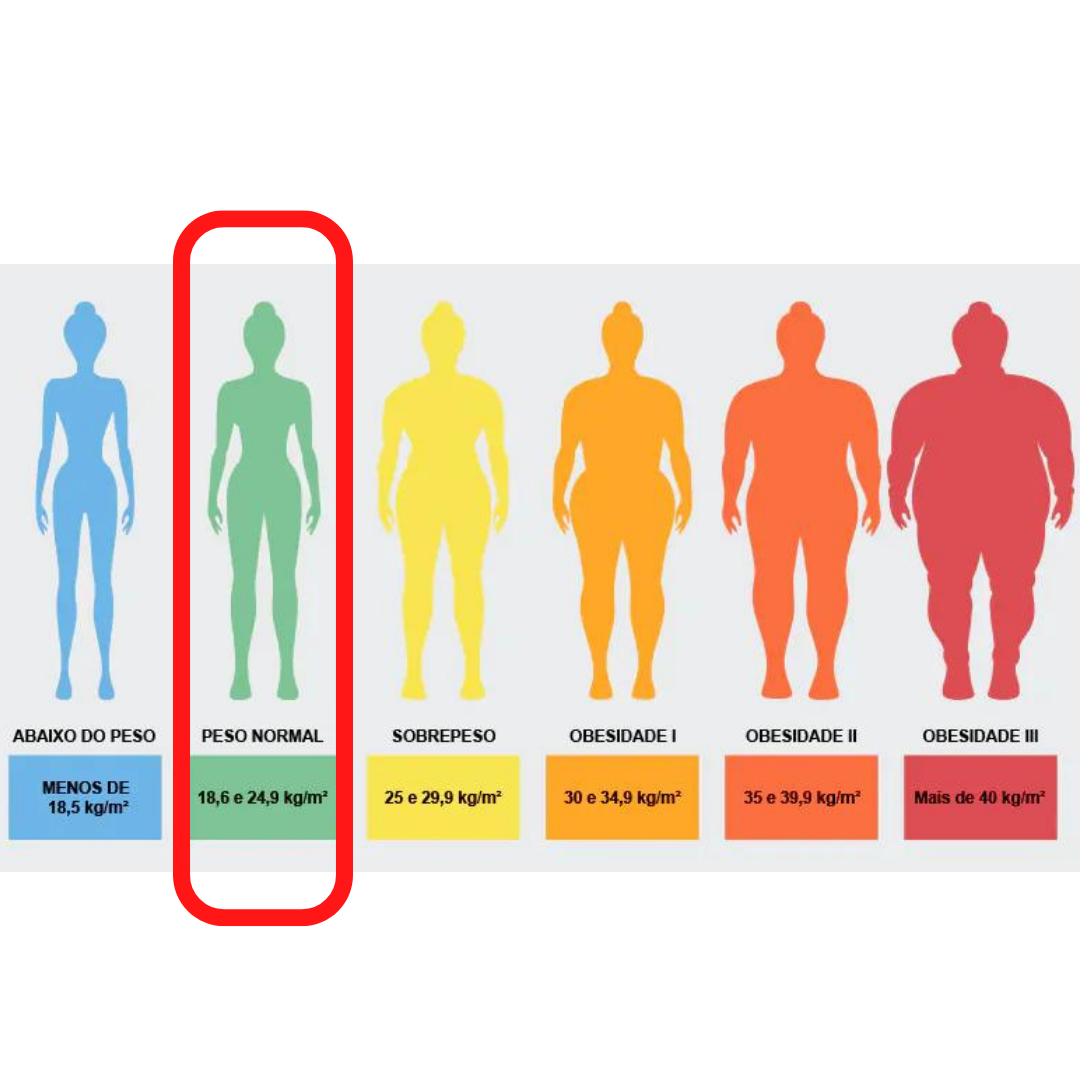 ABAIXO DO PESO
MENOS DE
18,5 kg/m²
PESO NORMAL
18,6 e 24,9 kg/m²
SOBREPESO
25 e 29,9 kg/m²
OBESIDADE I
30 e 34,9 kg/m²
OBESIDADE II
35 e 39,9 kg/m²
OBESIDADE III
Mais de 40 kg/m²